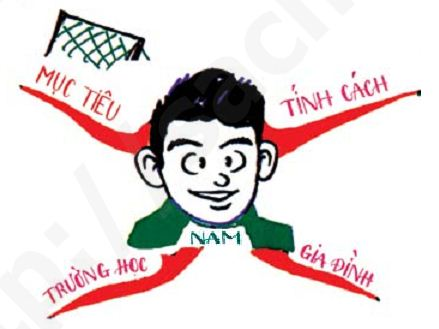 MỤC TIÊU
TÍNH CÁCH
NAM
TRƯỜNG HỌC
GIA ĐÌNH